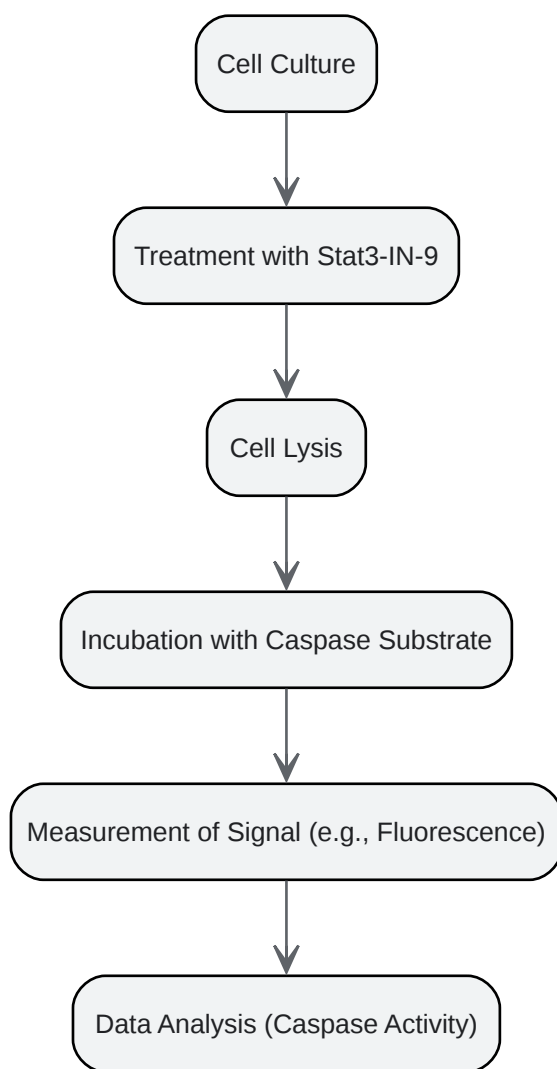 Cell Culture
Treatment with Stat3-IN-9
Cell Lysis
Incubation with Caspase Substrate
Measurement of Signal (e.g., Fluorescence)
Data Analysis (Caspase Activity)